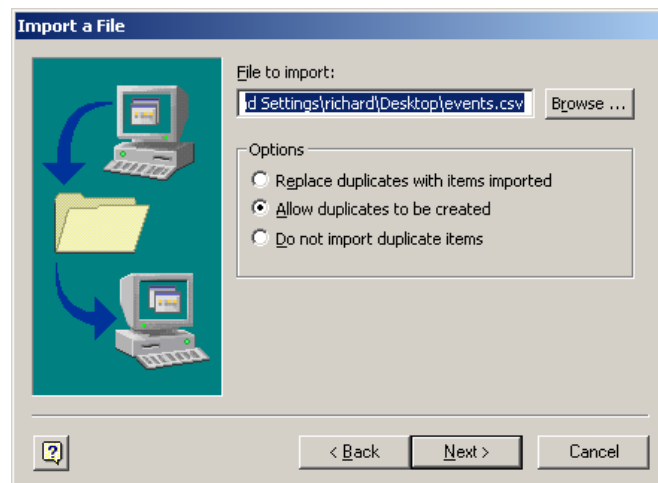 Import a File
File to import:
d Settings\richard\Desktop\events.csv
Browse ...
Options
Replace duplicates with items imported
Allow duplicates to be created
Do not import duplicate items
?
< Back
Next >
Cancel